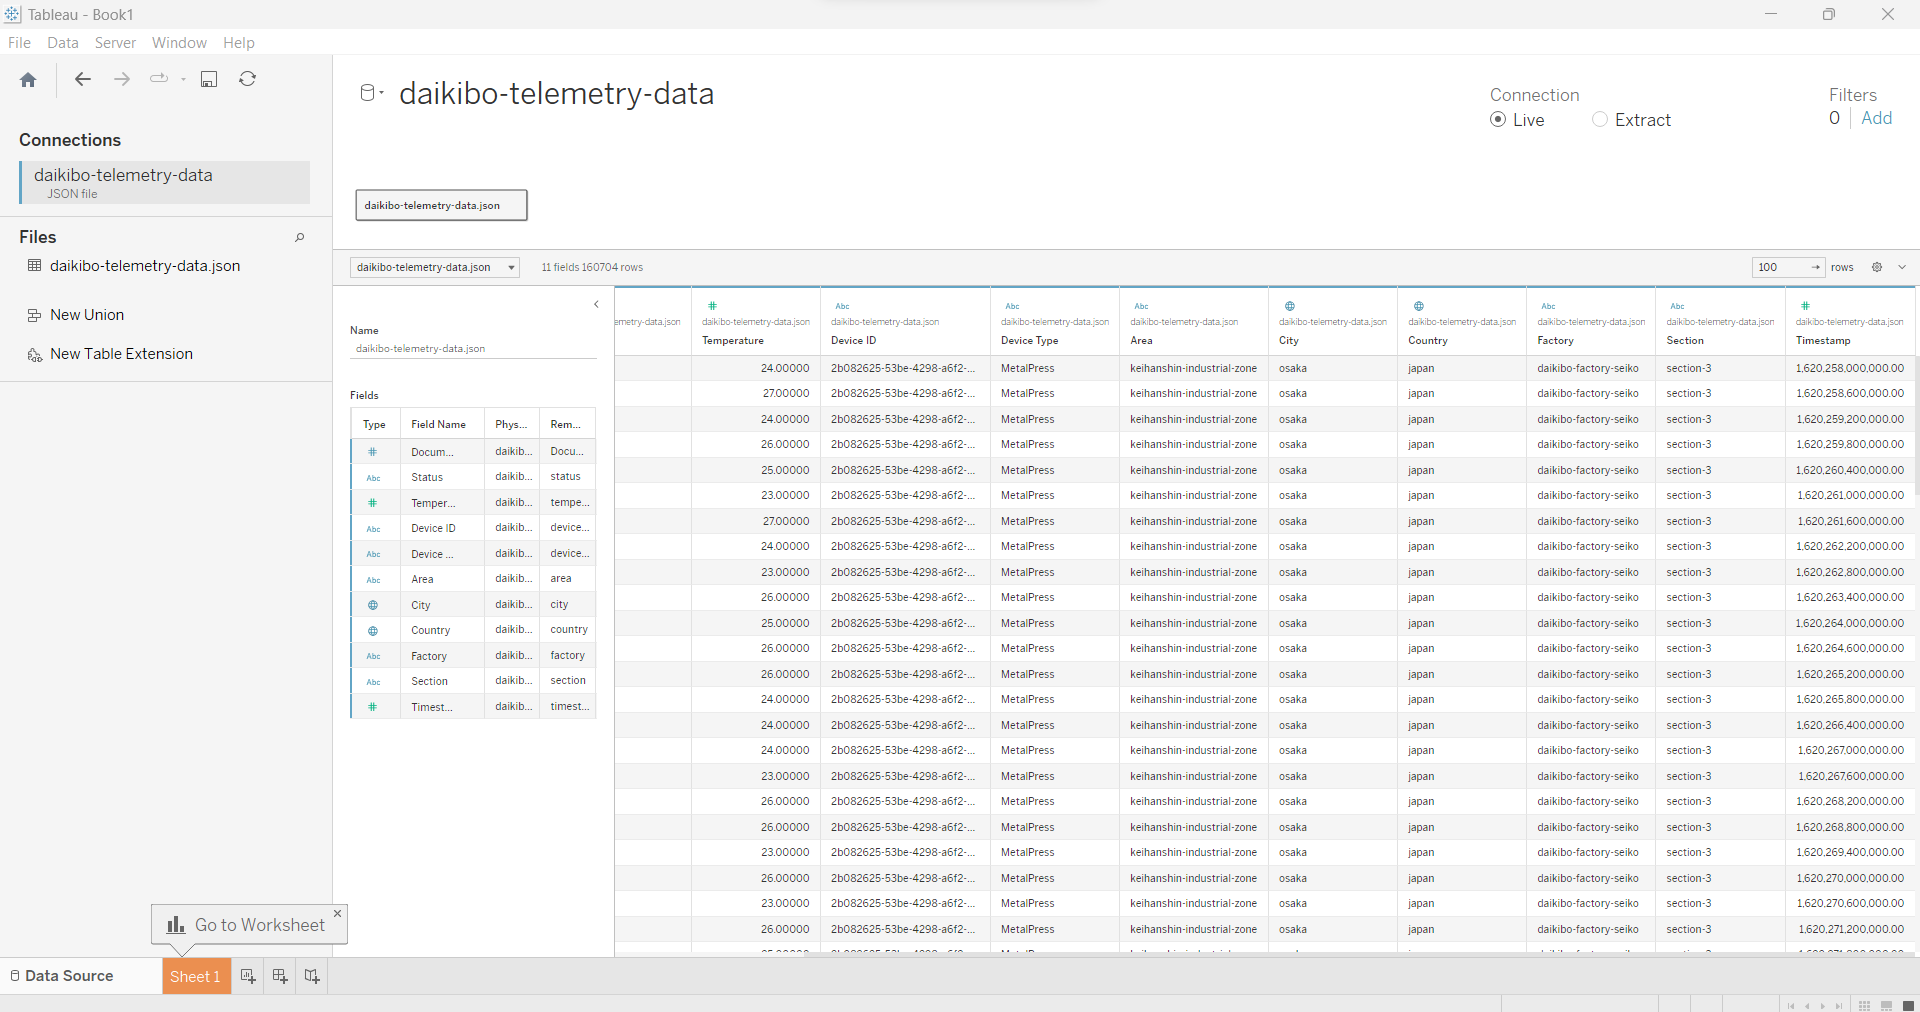 Tableau - Book1
File Data Server Window Help
Connections
daikibo-telemetry-data
JSON file
Files
daikibo-telemetry-data.json
New Union
New Table Extension
daikibo-telemetry-data
Connection
Live Extract
Filters
0 Add
daikibo-telemetry-data.json
daikibo-telemetry-data.json 11 fields 160704 rows 100 rows
Name
daikibo-telemetry-data.json
Fields
Type Field Name Phys... Rem...
# Docum... daikib... Docu...
Abc Status daikib... status
# Temper... daikib... tempe...
Abc Device ID daikib... device...
Abc Device ... daikib... device...
Abc Area daikib... area
City daikib... city
Country daikib... country
Abc Factory daikib... factory
Abc Section daikib... section
# Timest... daikib... timest...
# Abc Abc Abc Abc Abc #
emetry-data.json daikibo-telemetry-data.json daikibo-telemetry-data.json daikibo-telemetry-data.json daikibo-telemetry-data.json daikibo-telemetry-data.json daikibo-telemetry-data.json daikibo-telemetry-data.json daikibo-telemetry-data.json daikibo-telemetry-data.json
Temperature Device ID Device Type Area City Country Factory Section Timestamp
24.00000 2b082625-53be-4298-a6f2-... MetalPress keihanshin-industrial-zone osaka japan daikibo-factory-seiko section-3 1,620,258,000,000.00
27.00000 2b082625-53be-4298-a6f2-... MetalPress keihanshin-industrial-zone osaka japan daikibo-factory-seiko section-3 1,620,258,600,000.00
24.00000 2b082625-53be-4298-a6f2-... MetalPress keihanshin-industrial-zone osaka japan daikibo-factory-seiko section-3 1,620,259,200,000.00
26.00000 2b082625-53be-4298-a6f2-... MetalPress keihanshin-industrial-zone osaka japan daikibo-factory-seiko section-3 1,620,259,800,000.00
25.00000 2b082625-53be-4298-a6f2-... MetalPress keihanshin-industrial-zone osaka japan daikibo-factory-seiko section-3 1,620,260,400,000.00
23.00000 2b082625-53be-4298-a6f2-... MetalPress keihanshin-industrial-zone osaka japan daikibo-factory-seiko section-3 1,620,261,000,000.00
27.00000 2b082625-53be-4298-a6f2-... MetalPress keihanshin-industrial-zone osaka japan daikibo-factory-seiko section-3 1,620,261,600,000.00
24.00000 2b082625-53be-4298-a6f2-... MetalPress keihanshin-industrial-zone osaka japan daikibo-factory-seiko section-3 1,620,262,200,000.00
23.00000 2b082625-53be-4298-a6f2-... MetalPress keihanshin-industrial-zone osaka japan daikibo-factory-seiko section-3 1,620,262,800,000.00
26.00000 2b082625-53be-4298-a6f2-... MetalPress keihanshin-industrial-zone osaka japan daikibo-factory-seiko section-3 1,620,263,400,000.00
25.00000 2b082625-53be-4298-a6f2-... MetalPress keihanshin-industrial-zone osaka japan daikibo-factory-seiko section-3 1,620,264,000,000.00
26.00000 2b082625-53be-4298-a6f2-... MetalPress keihanshin-industrial-zone osaka japan daikibo-factory-seiko section-3 1,620,264,600,000.00
26.00000 2b082625-53be-4298-a6f2-... MetalPress keihanshin-industrial-zone osaka japan daikibo-factory-seiko section-3 1,620,265,200,000.00
24.00000 2b082625-53be-4298-a6f2-... MetalPress keihanshin-industrial-zone osaka japan daikibo-factory-seiko section-3 1,620,265,800,000.00
24.00000 2b082625-53be-4298-a6f2-... MetalPress keihanshin-industrial-zone osaka japan daikibo-factory-seiko section-3 1,620,266,400,000.00
24.00000 2b082625-53be-4298-a6f2-... MetalPress keihanshin-industrial-zone osaka japan daikibo-factory-seiko section-3 1,620,267,000,000.00
23.00000 2b082625-53be-4298-a6f2-... MetalPress keihanshin-industrial-zone osaka japan daikibo-factory-seiko section-3 1,620,267,600,000.00
26.00000 2b082625-53be-4298-a6f2-... MetalPress keihanshin-industrial-zone osaka japan daikibo-factory-seiko section-3 1,620,268,200,000.00
26.00000 2b082625-53be-4298-a6f2-... MetalPress keihanshin-industrial-zone osaka japan daikibo-factory-seiko section-3 1,620,268,800,000.00
23.00000 2b082625-53be-4298-a6f2-... MetalPress keihanshin-industrial-zone osaka japan daikibo-factory-seiko section-3 1,620,269,400,000.00
26.00000 2b082625-53be-4298-a6f2-... MetalPress keihanshin-industrial-zone osaka japan daikibo-factory-seiko section-3 1,620,270,000,000.00
23.00000 2b082625-53be-4298-a6f2-... MetalPress keihanshin-industrial-zone osaka japan daikibo-factory-seiko section-3 1,620,270,600,000.00
26.00000 2b082625-53be-4298-a6f2-... MetalPress keihanshin-industrial-zone osaka japan daikibo-factory-seiko section-3 1,620,271,200,000.00
Go to Worksheet
Data Source Sheet 1